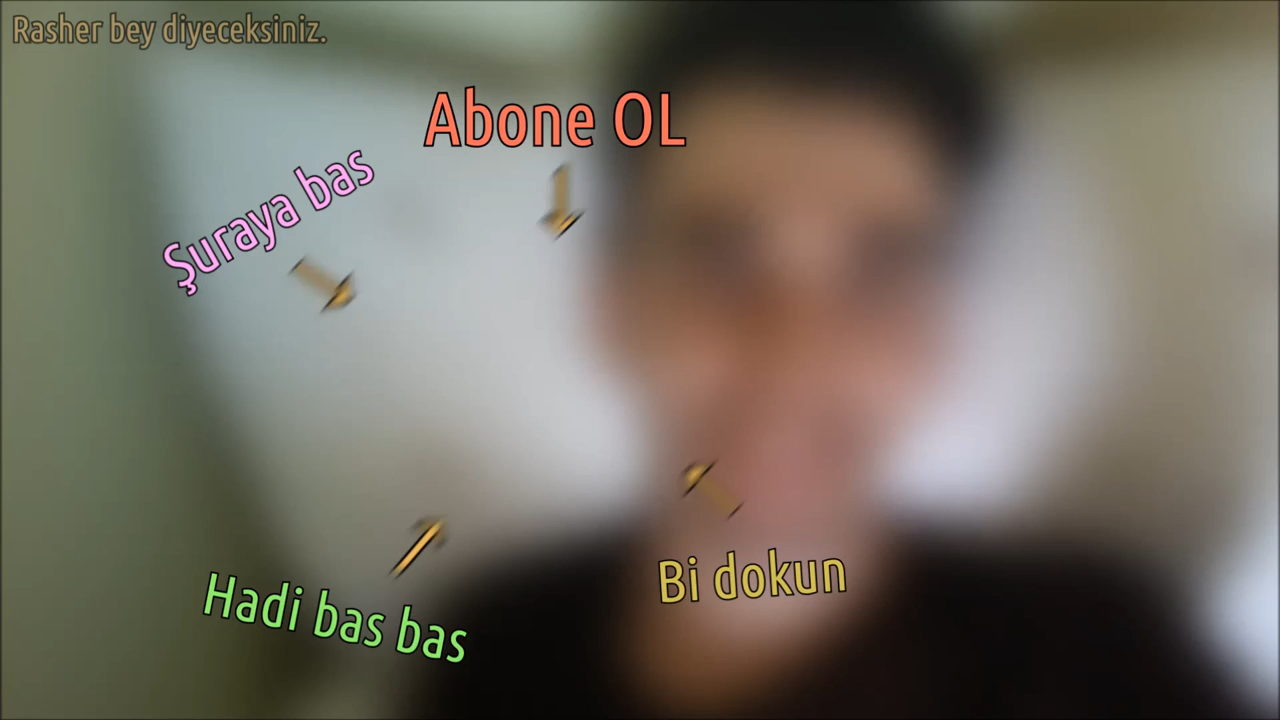 Rasher bey diyeceksiniz.
Abone OL
Şuraya bas
Bi dokun
Hadi bas bas